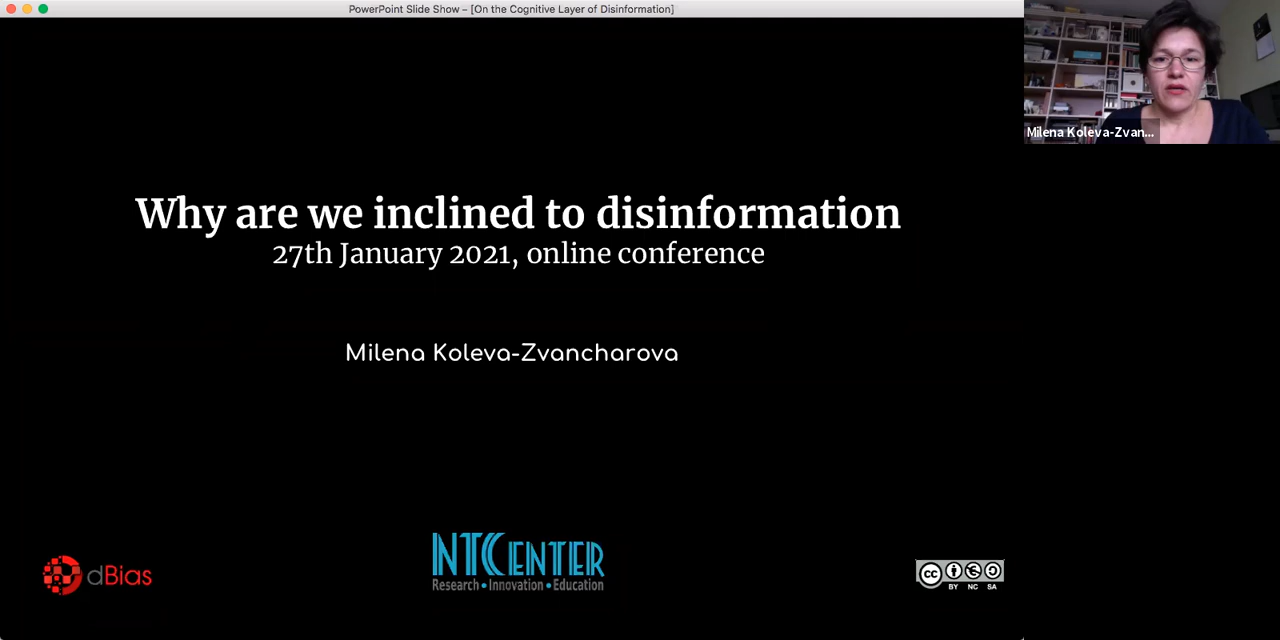 PowerPoint Slide Show – [On the Cognitive Layer of Disinformation]
Milena Koleva-Zvan...
Why are we inclined to disinformation
27th January 2021, online conference
Milena Koleva-Zvancharova
dBias
NTCENTER
Research • Innovation • Education
cc
BY NC SA